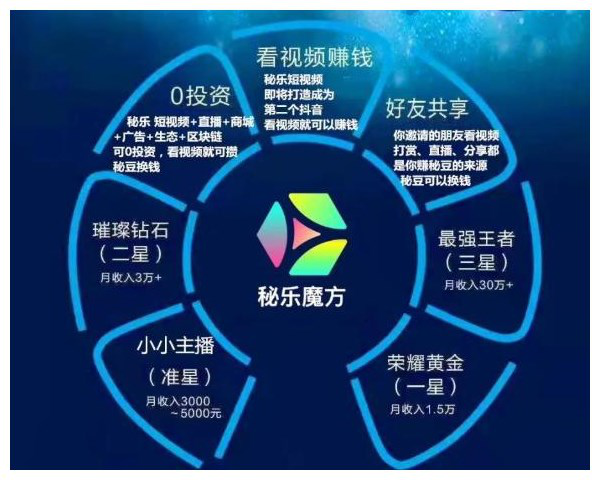 看视频赚钱
秘乐短视频
即将打造成为
第二个抖音
看视频就可以赚钱
0投资
秘乐 短视频+直播+商城
+广告+生态+区块链
可0投资，看视频就可攒
秘豆换钱
好友共享
你邀请的朋友看视频
打赏、直播、分享都
是你赚秘豆的来源
秘豆可以换钱
璀璨钻石
（二星）
月收入3万+
最强王者
（三星）
月收入30万+
秘乐魔方
小小主播
（准星）
月收入3000
～5000元
荣耀黄金
（一星）
月收入1.5万